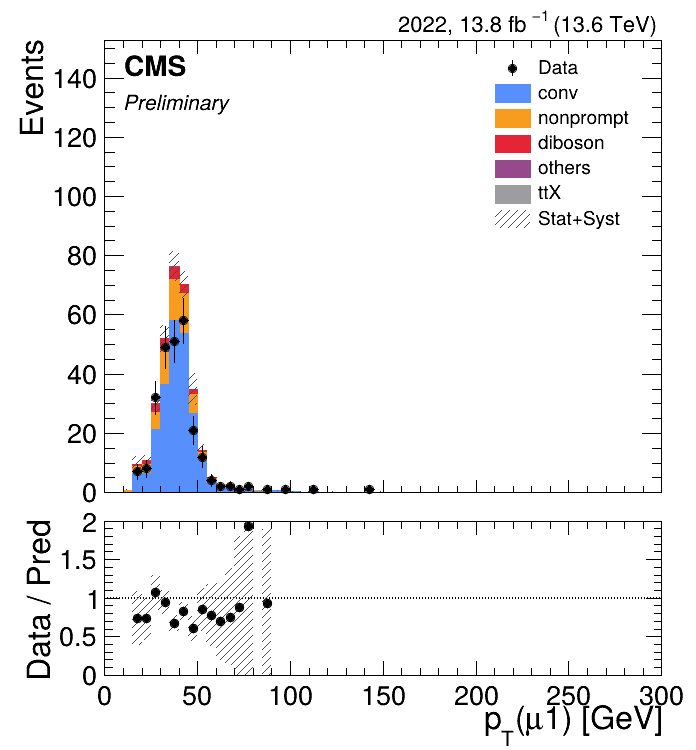 2022, 13.8 fb⁻¹ (13.6 TeV)
CMS
Preliminary
Events
140
120
100
80
60
40
20
0
Data
conv
nonprompt
diboson
others
ttX
Stat+Syst
Data / Pred
2
1.5
1
0.5
0
0 50 100 150 200 250 300
p_T(μ1) [GeV]